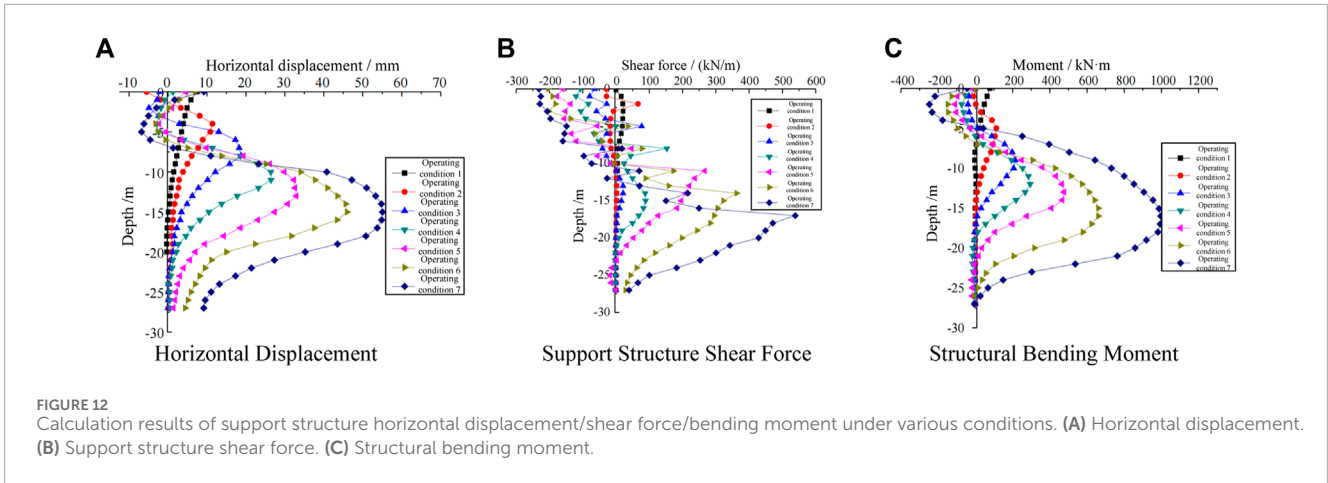 A
Horizontal displacement / mm
-10 0 10 20 30 40 50 60 70
Depth /m
-5
-10
-15
-20
-25
-30
Operating
condition 1
Operating
condition 2
Operating
condition 3
Operating
condition 4
Operating
condition 5
Operating
condition 6
Operating
condition 7
Horizontal Displacement
B
Shear force / (kN/m)
-300 -200 -100 0 100 200 300 400 500 600
Depth /m
-5
-10
-15
-20
-25
-30
Operating
condition 1
Operating
condition 2
Operating
condition 3
Operating
condition 4
Operating
condition 5
Operating
condition 6
Operating
condition 7
Support Structure Shear Force
C
Moment / kN·m
-400 -200 0 200 400 600 800 1000 1200
Depth /m
-5
-10
-15
-20
-25
-30
Operating
condition 1
Operating
condition 2
Operating
condition 3
Operating
condition 4
Operating
condition 5
Operating
condition 6
Operating
condition 7
Structural Bending Moment
FIGURE 12
Calculation results of support structure horizontal displacement/shear force/bending moment under various conditions. (A) Horizontal displacement.
(B) Support structure shear force. (C) Structural bending moment.